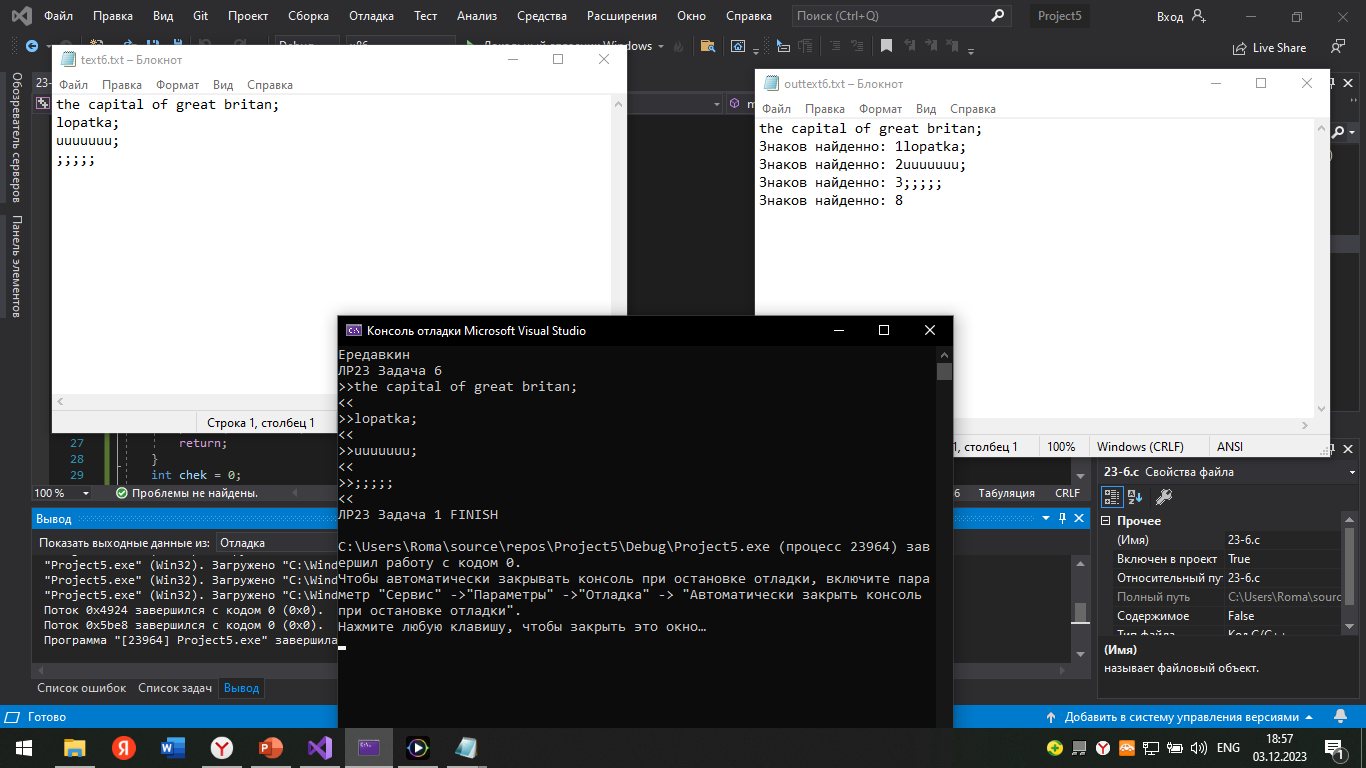 Файл Правка Вид Git Проект Сборка Отладка Тест Анализ Средства Расширения Окно Справка Поиск (Ctrl+Q) Project5 Вход
Windows Live Share
Обозреватель серверов
Панель элементов
text6.txt – Блокнот
Файл Правка Формат Вид Справка
the capital of great britan;
lopatka;
uuuuuuu;
;;;;;
Строка 1, столбец 1
outtext6.txt – Блокнот
Файл Правка Формат Вид Справка
the capital of great britan;
Знаков найденно: 1lopatka;
Знаков найденно: 2uuuuuuu;
Знаков найденно: 3;;;;;
Знаков найденно: 8
1, столбец 1 100% Windows (CRLF) ANSI
Консоль отладки Microsoft Visual Studio
Ередавкин
ЛР23 Задача 6
>>the capital of great britan;
<<
>>lopatka;
<<
>>uuuuuuu;
<<
>>;;;;;
<<
ЛР23 Задача 1 FINISH
C:\Users\Roma\source\repos\Project5\Debug\Project5.exe (процесс 23964) зав
ершил работу с кодом 0.
Чтобы автоматически закрывать консоль при остановке отладки, включите пара
метр "Сервис" ->"Параметры" ->"Отладка" -> "Автоматически закрыть консоль
при остановке отладки".
Нажмите любую клавишу, чтобы закрыть это окно…
27 return;
28 }
29 int chek = 0;
100 % Проблемы не найдены.
6 Табуляция CRLF
Вывод
Показать выходные данные из: Отладка
"Project5.exe" (Win32). Загружено "C:\Wind
"Project5.exe" (Win32). Загружено "C:\Wind
"Project5.exe" (Win32). Загружено "C:\Wind
Поток 0x4924 завершился с кодом 0 (0x0).
Поток 0x5be8 завершился с кодом 0 (0x0).
Программа "[23964] Project5.exe" завершила
Список ошибок Список задач Вывод
23-6.c Свойства файла
Прочее
(Имя) 23-6.c
Включен в проект True
Относительный пут 23-6.c
Полный путь C:\Users\Roma\sourc
Содержимое False
Тип файла Код C/C++
(Имя)
называет файловый объект.
Готово
Добавить в систему управления версиями
ENG
18:57
03.12.2023
1